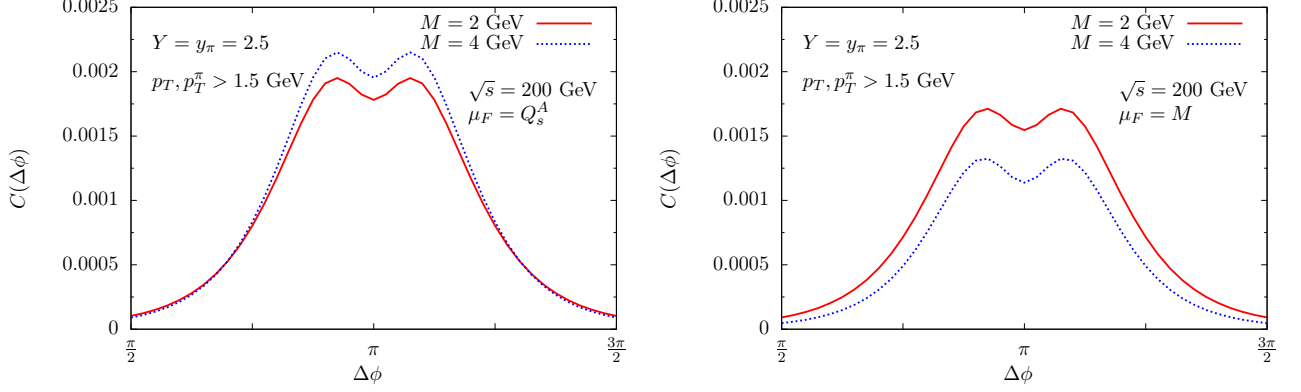 0.0025
0.002
0.0015
0.001
0.0005
0
C(Δϕ)
M = 2 GeV
M = 4 GeV
Y = y_π = 2.5
p_T, p_T^π > 1.5 GeV
√s = 200 GeV
μ_F = Q_s^A
π/2
π
3π/2
Δϕ
0.0025
0.002
0.0015
0.001
0.0005
0
C(Δϕ)
M = 2 GeV
M = 4 GeV
Y = y_π = 2.5
p_T, p_T^π > 1.5 GeV
√s = 200 GeV
μ_F = M
π/2
π
3π/2
Δϕ